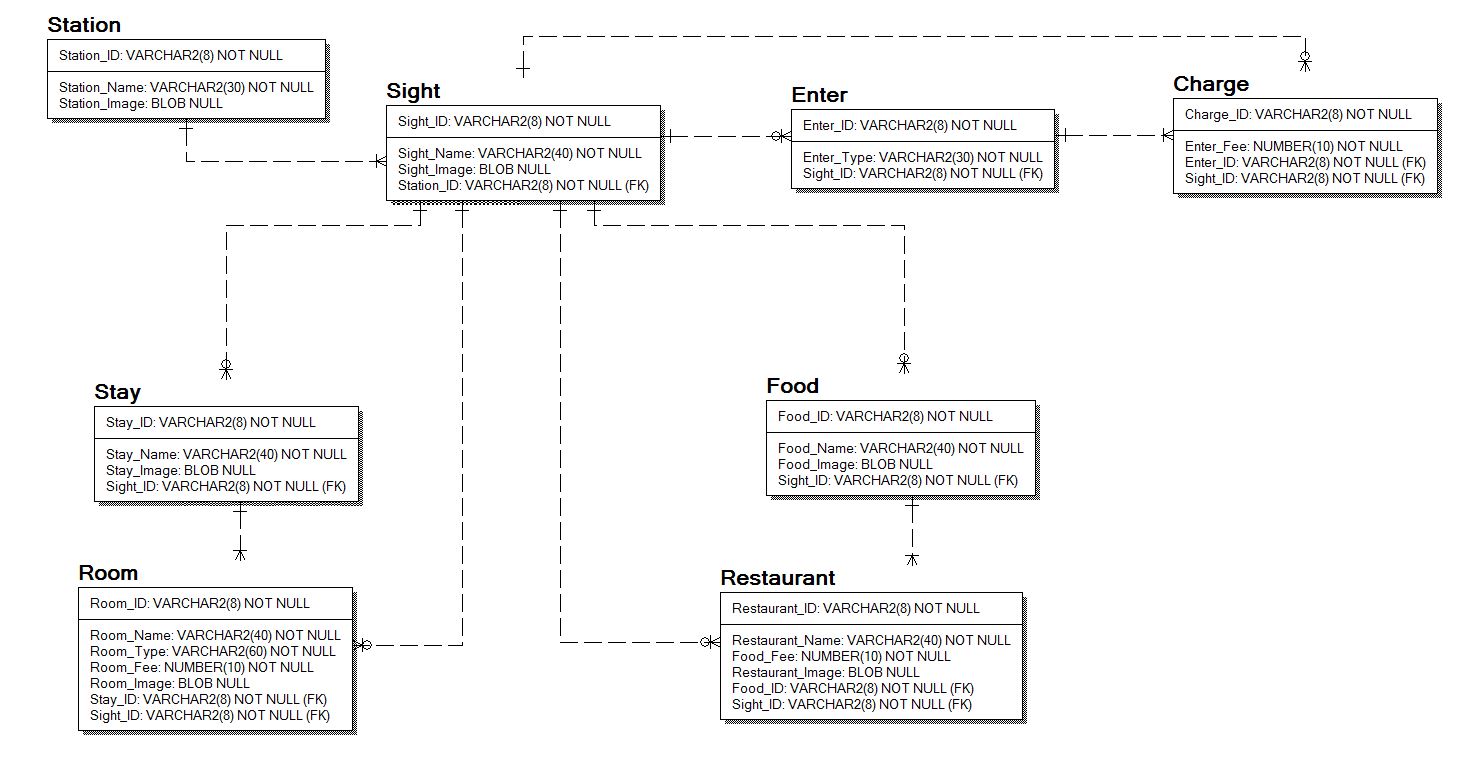 Station
Station_ID: VARCHAR2(8) NOT NULL
Station_Name: VARCHAR2(30) NOT NULL
Station_Image: BLOB NULL
Sight
Sight_ID: VARCHAR2(8) NOT NULL
Sight_Name: VARCHAR2(40) NOT NULL
Sight_Image: BLOB NULL
Station_ID: VARCHAR2(8) NOT NULL (FK)
Enter
Enter_ID: VARCHAR2(8) NOT NULL
Enter_Type: VARCHAR2(30) NOT NULL
Sight_ID: VARCHAR2(8) NOT NULL (FK)
Charge
Charge_ID: VARCHAR2(8) NOT NULL
Enter_Fee: NUMBER(10) NOT NULL
Enter_ID: VARCHAR2(8) NOT NULL (FK)
Sight_ID: VARCHAR2(8) NOT NULL (FK)
Stay
Stay_ID: VARCHAR2(8) NOT NULL
Stay_Name: VARCHAR2(40) NOT NULL
Stay_Image: BLOB NULL
Sight_ID: VARCHAR2(8) NOT NULL (FK)
Food
Food_ID: VARCHAR2(8) NOT NULL
Food_Name: VARCHAR2(40) NOT NULL
Food_Image: BLOB NULL
Sight_ID: VARCHAR2(8) NOT NULL (FK)
Room
Room_ID: VARCHAR2(8) NOT NULL
Room_Name: VARCHAR2(40) NOT NULL
Room_Type: VARCHAR2(60) NOT NULL
Room_Fee: NUMBER(10) NOT NULL
Room_Image: BLOB NULL
Stay_ID: VARCHAR2(8) NOT NULL (FK)
Sight_ID: VARCHAR2(8) NOT NULL (FK)
Restaurant
Restaurant_ID: VARCHAR2(8) NOT NULL
Restaurant_Name: VARCHAR2(40) NOT NULL
Food_Fee: NUMBER(10) NOT NULL
Restaurant_Image: BLOB NULL
Food_ID: VARCHAR2(8) NOT NULL (FK)
Sight_ID: VARCHAR2(8) NOT NULL (FK)